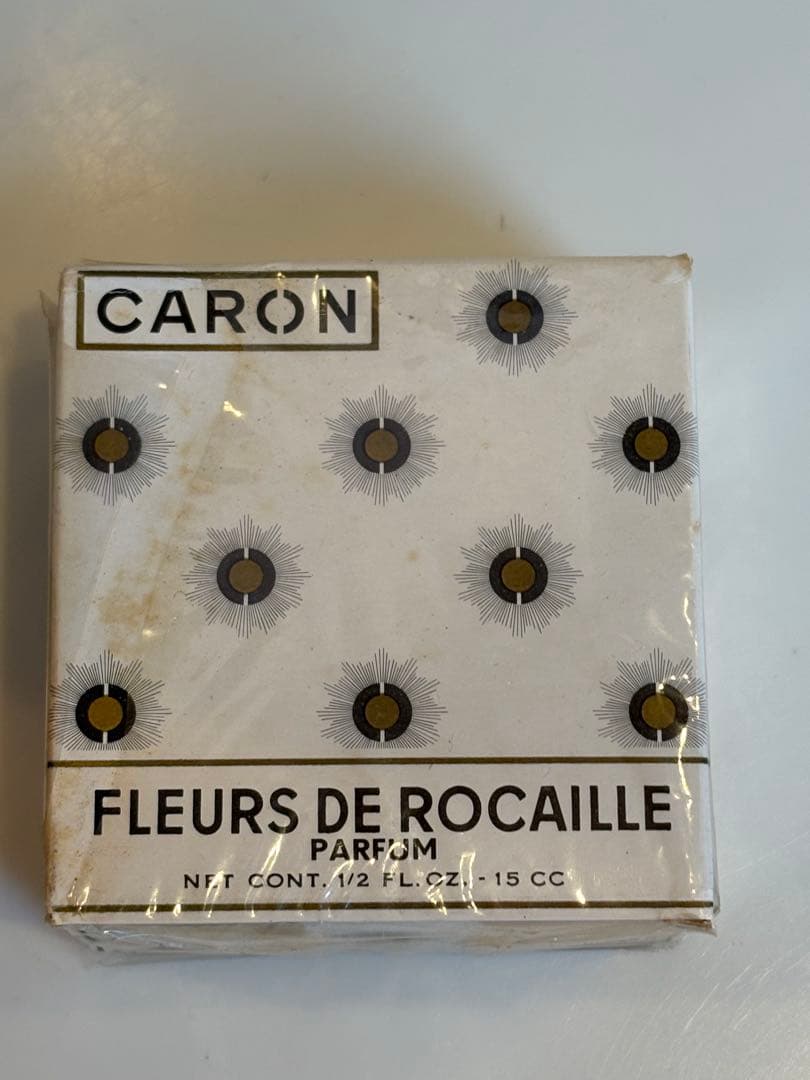 CARON
FLEURS DE ROCAILLE
PARFUM
NET CONT. 1/2 FL. OZ. - 15 CC